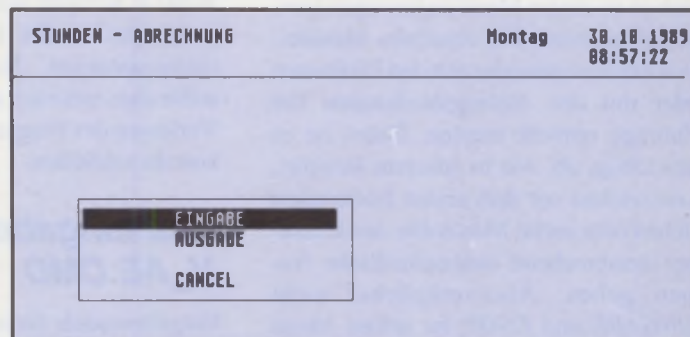 STUNDEN - ABRECHNUNG Montag 30.10.1989
08:57:22
EINGABE
AUSGABE
CANCEL